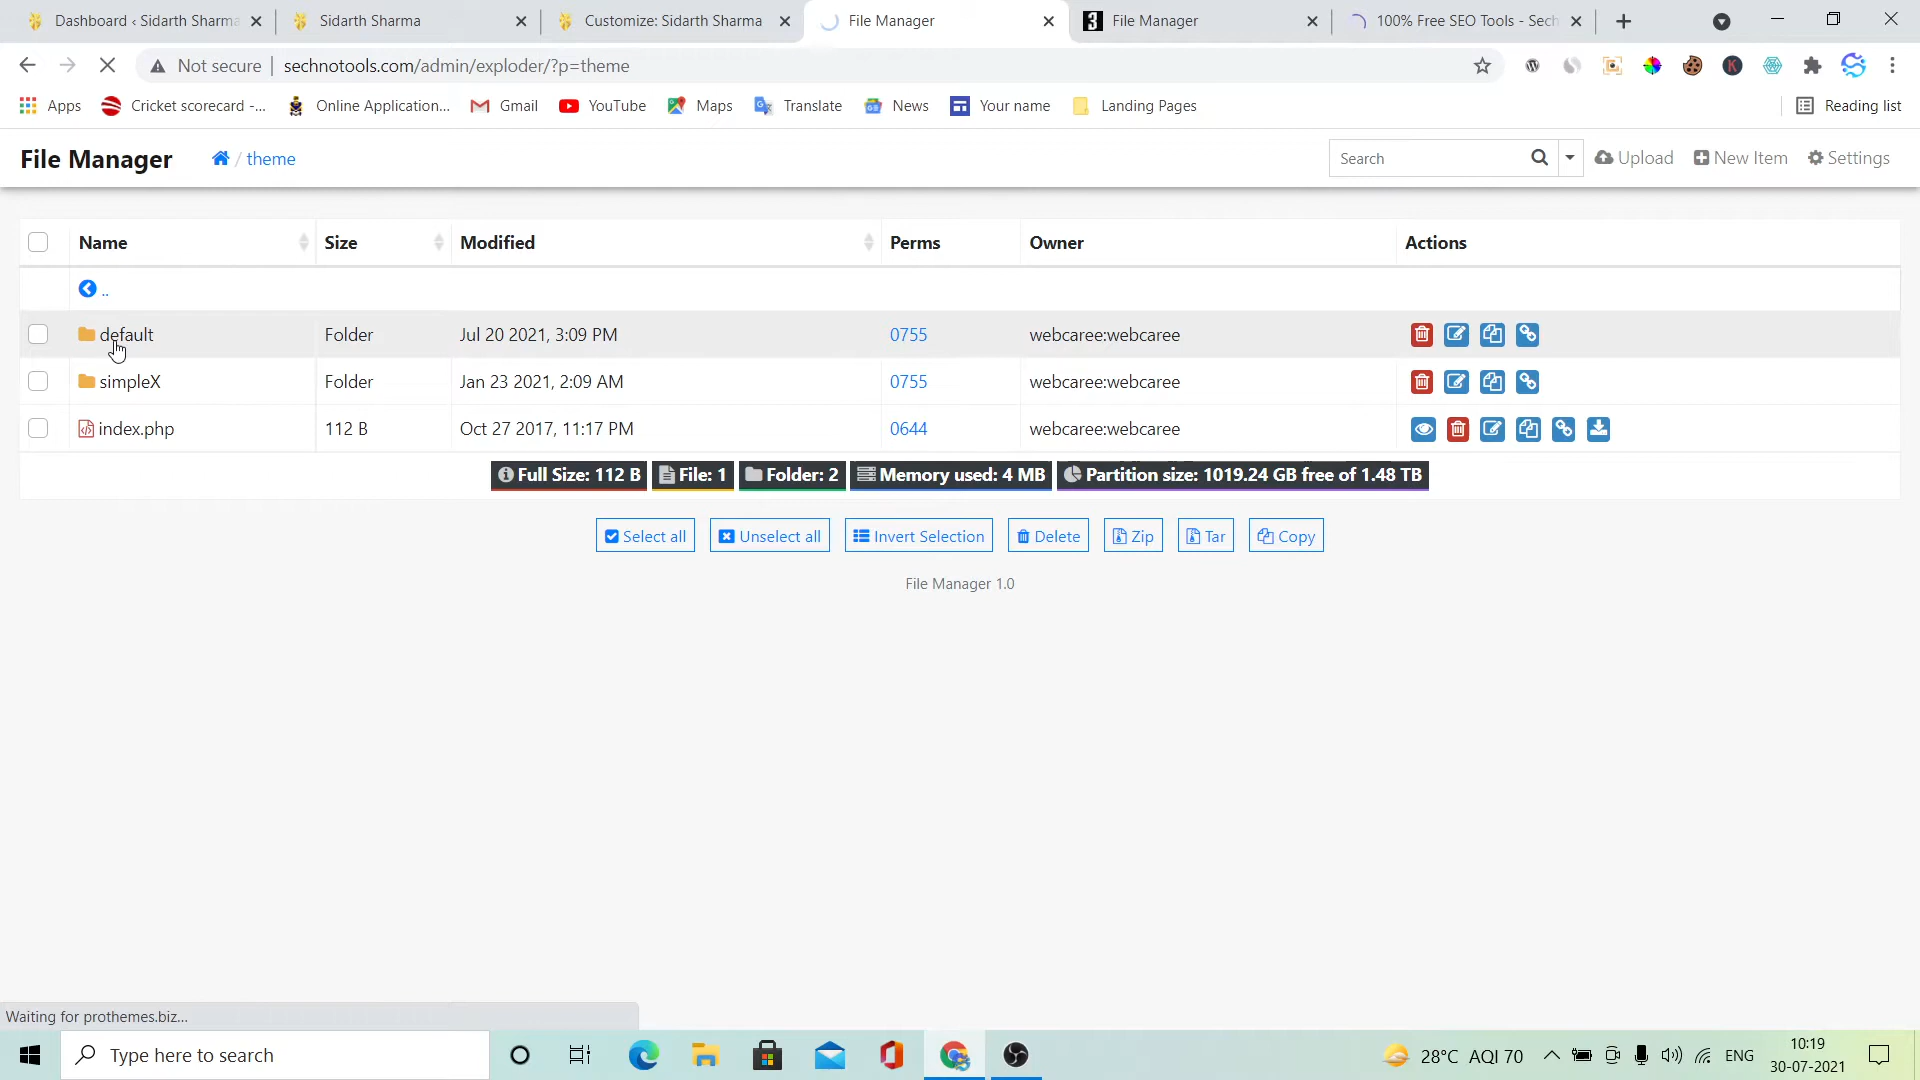 Dashboard ‹ Sidarth Sharma
Sidarth Sharma
Customize: Sidarth Sharma
File Manager
File Manager
100% Free SEO Tools - Sech
Not secure
sechnotools.com/admin/exploder/?p=theme
Apps
Cricket scorecard -...
Online Application...
Gmail
YouTube
Maps
Translate
News
Your name
Landing Pages
Reading list
File Manager
/ theme
Search
Upload
New Item
Settings
Name Size Modified Perms Owner Actions
..
default Folder Jul 20 2021, 3:09 PM 0755 webcaree:webcaree
simpleX Folder Jan 23 2021, 2:09 AM 0755 webcaree:webcaree
index.php 112 B Oct 27 2017, 11:17 PM 0644 webcaree:webcaree
Full Size: 112 B File: 1 Folder: 2 Memory used: 4 MB Partition size: 1019.24 GB free of 1.48 TB
Select all Unselect all Invert Selection Delete Zip Tar Copy
File Manager 1.0
Waiting for prothemes.biz...
Type here to search
28°C AQI 70
ENG
10:19
30-07-2021